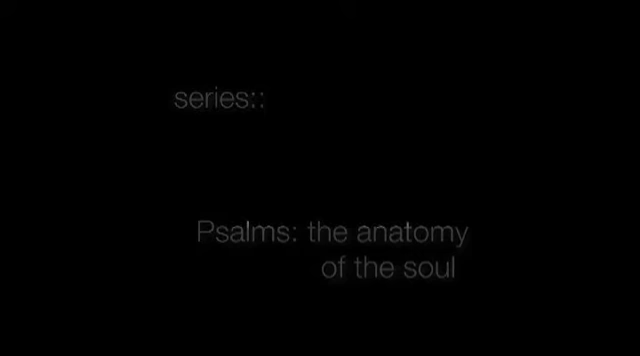 series::
Psalms: the anatomy
of the soul